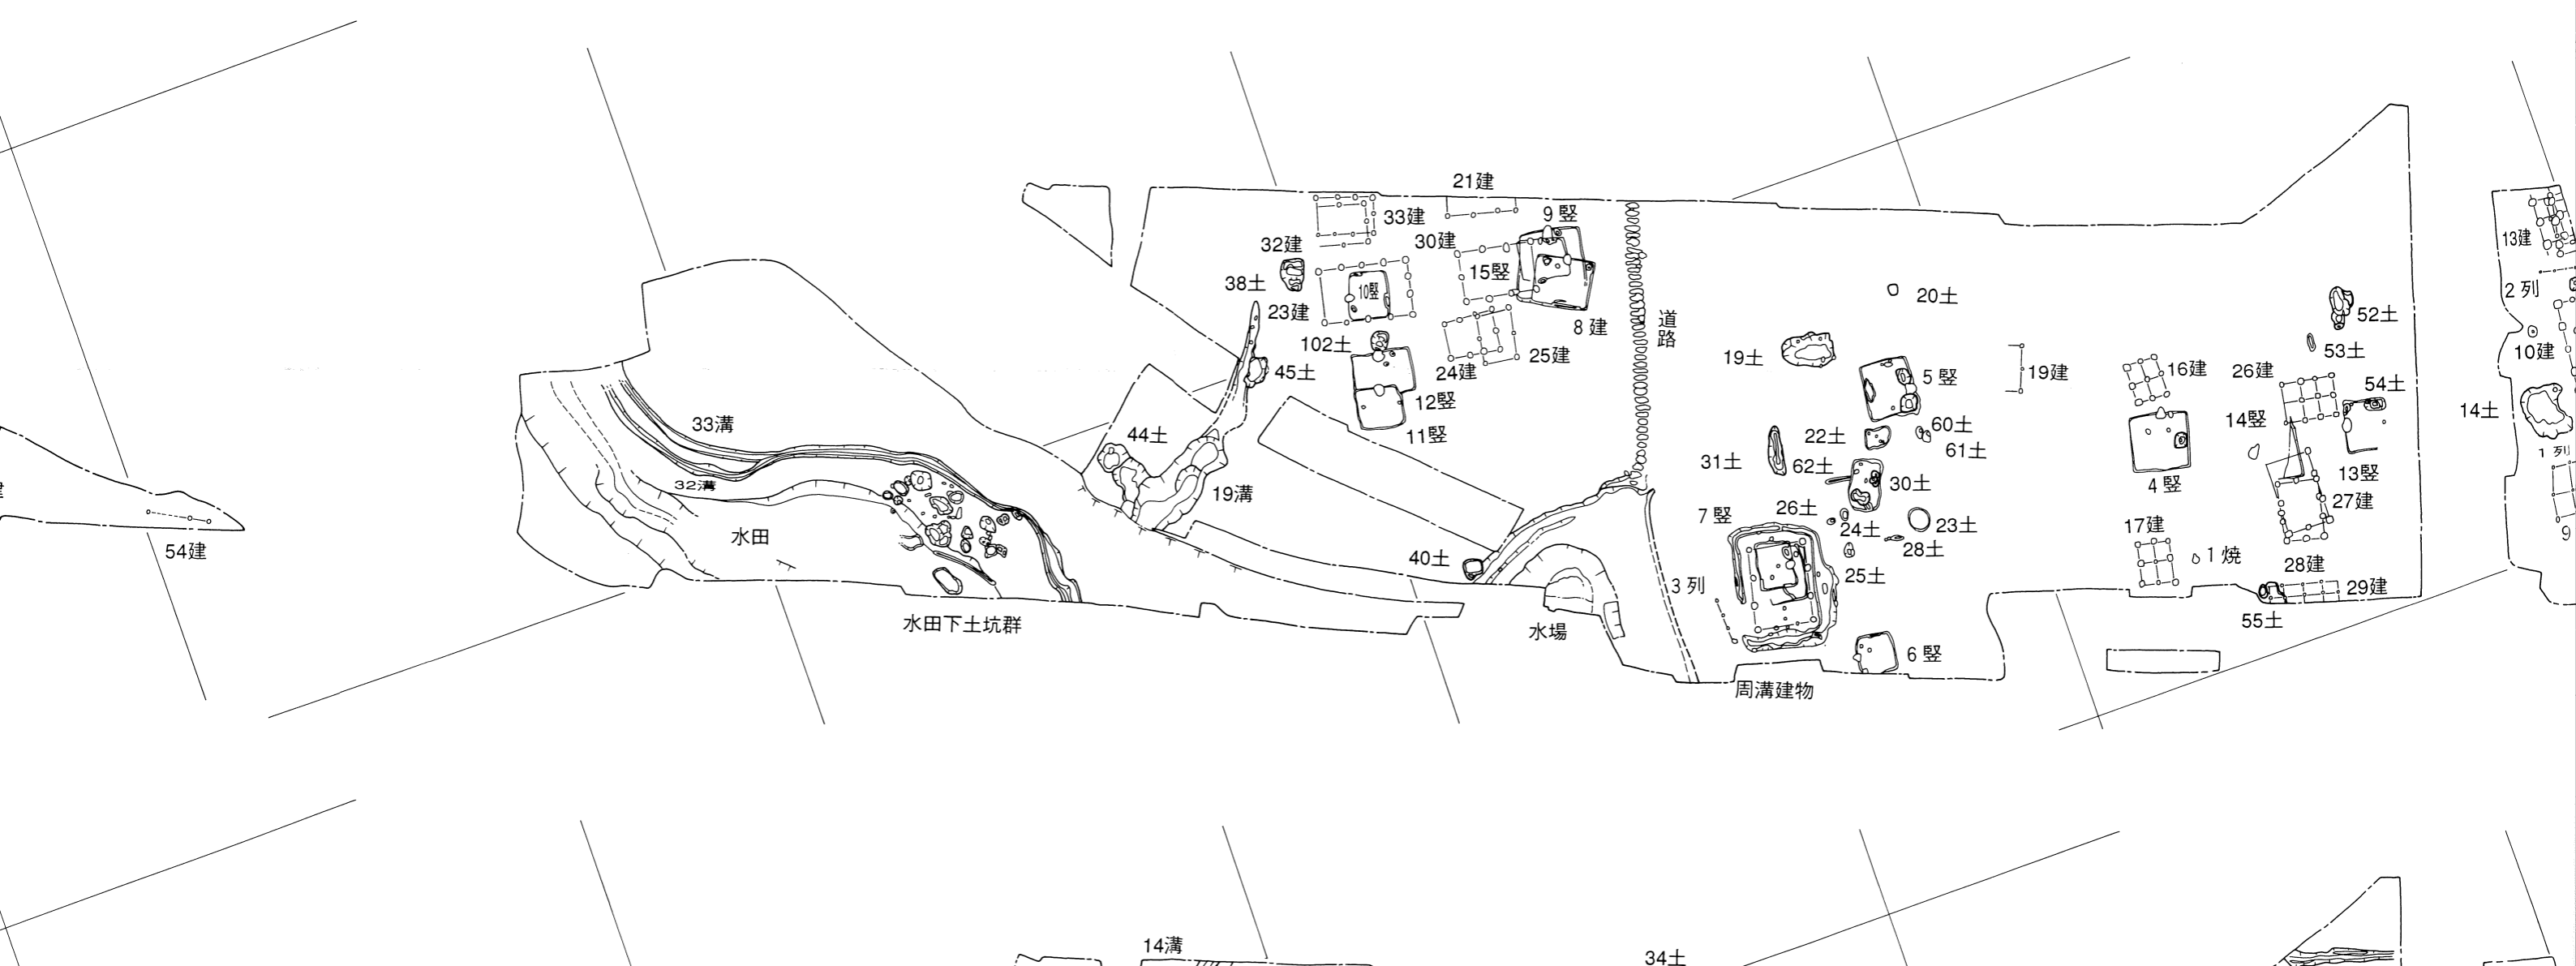 54建
33溝
32溝
水田
水田下土坑群
44土
19溝
45土
38土
32建
33建
23建
10竪
102土
12竪
11竪
21建
30建
9竪
15竪
8建
24建
25建
道路
40土
水場
20土
19土
5竪
19建
22土
60土
61土
31土
62土
30土
26土
24土
23土
28土
25土
7竪
3列
6竪
周溝建物
16建
4竪
17建
1焼
26建
14竪
54土
13竪
27建
28建
29建
55土
52土
53土
13建
2列
10建
14土
1列
9
14溝
34土